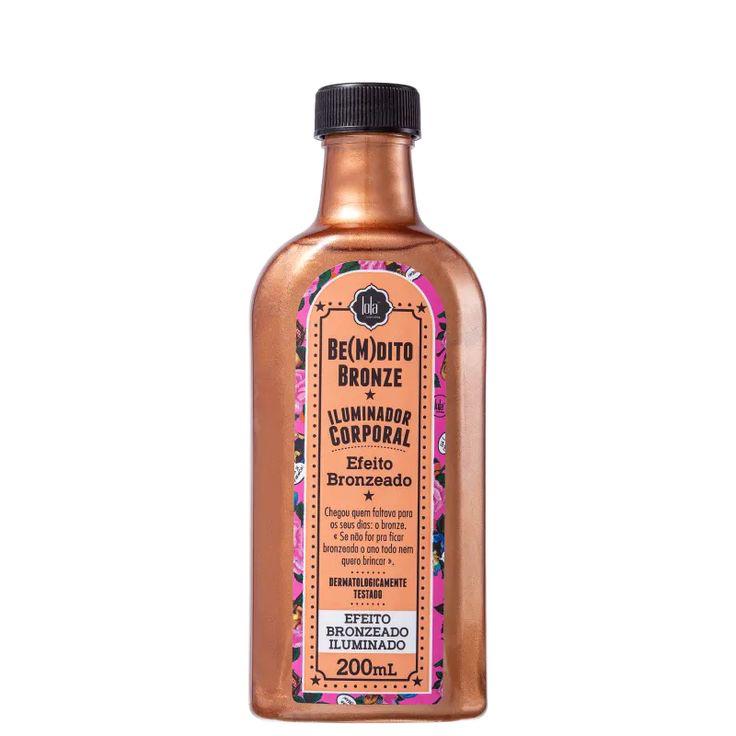 lola
BE(M)DITO
BRONZE
ILUMINADOR
CORPORAL
Efeito
Bronzeado
Chegou quem faltava para
os seus dias: o bronze.
« Se não for pra ficar
bronzeada o ano todo nem
quero brincar ».
DERMATOLOGICAMENTE
TESTADO
EFEITO
BRONZEADO
ILUMINADO
200mL
lola